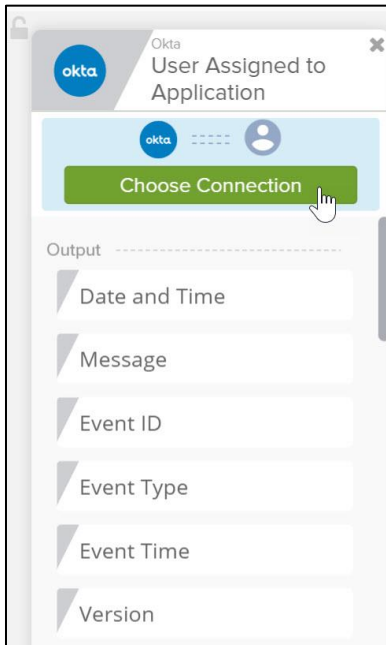 Okta
okta
User Assigned to
Application
okta
Choose Connection
Output
Date and Time
Message
Event ID
Event Type
Event Time
Version